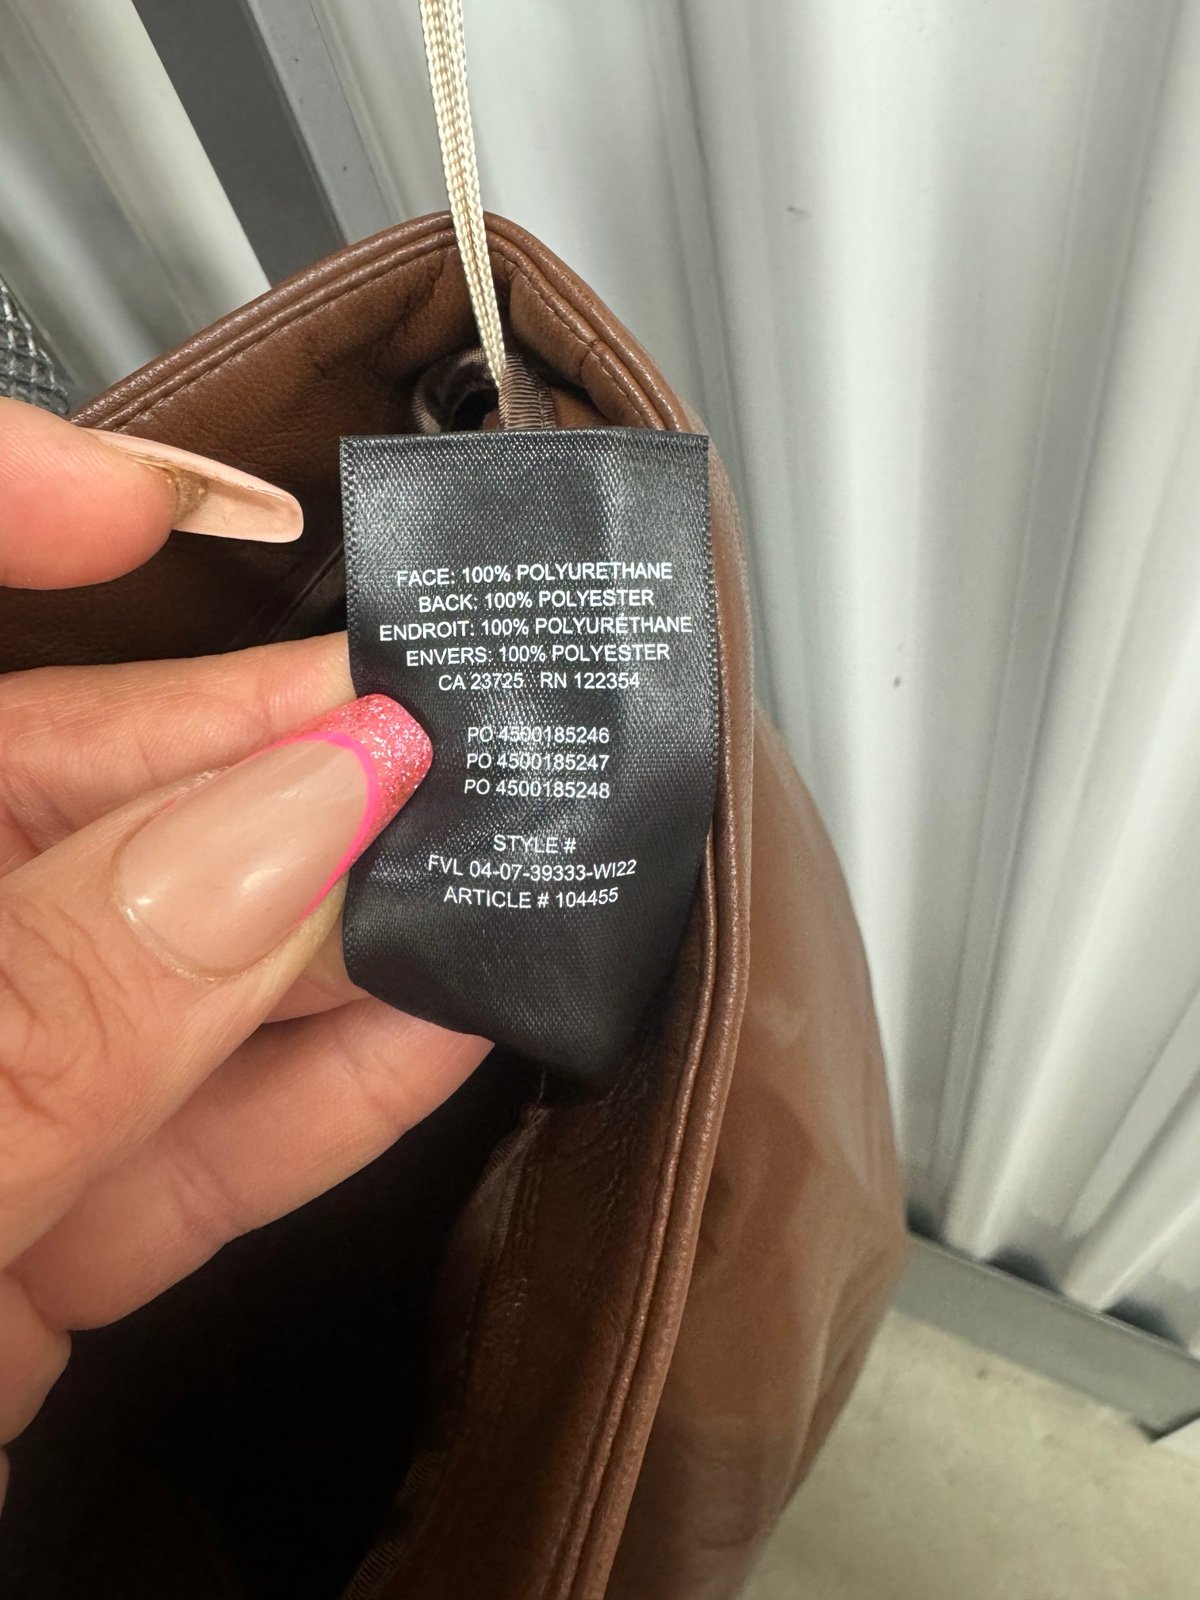 FACE: 100% POLYURETHANE
BACK: 100% POLYESTER
ENDROIT: 100% POLYURÉTHANE
ENVERS: 100% POLYESTER
CA 23725 RN 122354
PO 4500185246
PO 4500185247
PO 4500185248
STYLE #
FVL 04-07-39333-WI22
ARTICLE # 104455